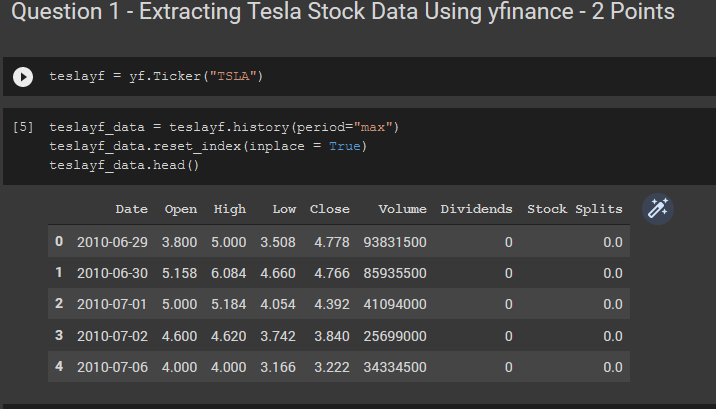 Question 1 - Extracting Tesla Stock Data Using yfinance - 2 Points
teslayf = yf.Ticker("TSLA")
[5] teslayf_data = teslayf.history(period="max")
teslayf_data.reset_index(inplace = True)
teslayf_data.head()
Date Open High Low Close Volume Dividends Stock Splits
0 2010-06-29 3.800 5.000 3.508 4.778 93831500 0 0.0
1 2010-06-30 5.158 6.084 4.660 4.766 85935500 0 0.0
2 2010-07-01 5.000 5.184 4.054 4.392 41094000 0 0.0
3 2010-07-02 4.600 4.620 3.742 3.840 25699000 0 0.0
4 2010-07-06 4.000 4.000 3.166 3.222 34334500 0 0.0